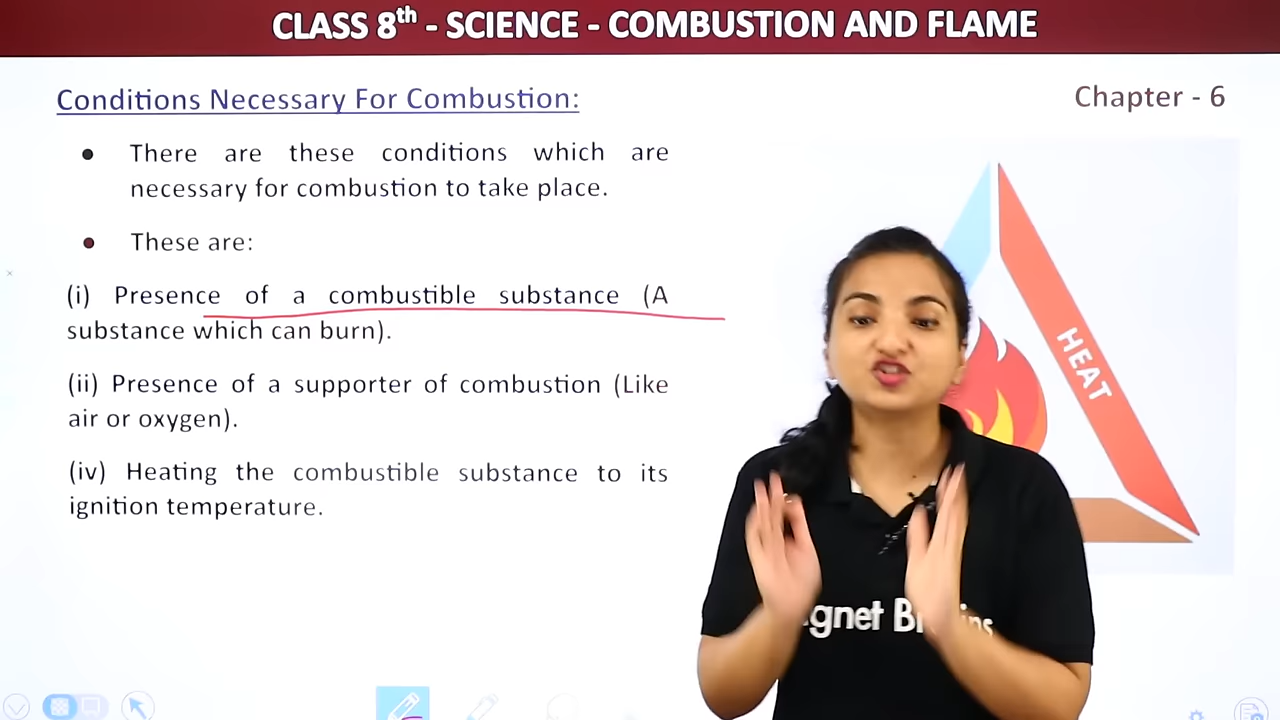 CLASS 8th - SCIENCE - COMBUSTION AND FLAME
Conditions Necessary For Combustion:
Chapter - 6
There are these conditions which are
necessary for combustion to take place.
These are:
(i) Presence of a combustible substance (A
substance which can burn).
(ii) Presence of a supporter of combustion (Like
air or oxygen).
(iv) Heating the combustible substance to its
ignition temperature.
HEAT